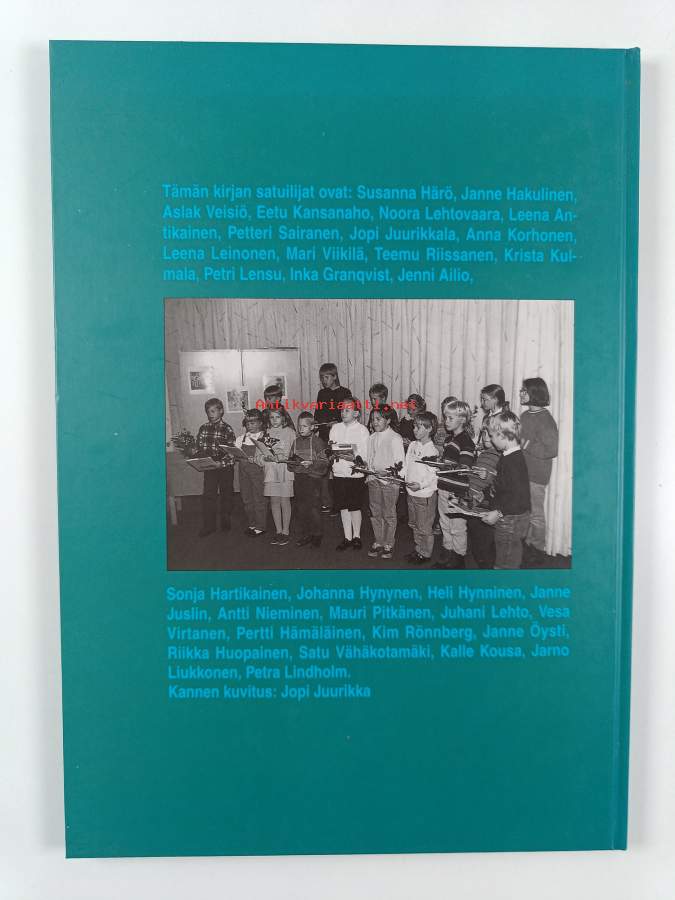 Tämän kirjan satuilijat ovat: Susanna Härö, Janne Hakulinen,
Aslak Veisiö, Eetu Kansanaho, Noora Lehtovaara, Leena An-
tikainen, Petteri Sairanen, Jopi Juurikkala, Anna Korhonen,
Leena Leinonen, Mari Viikilä, Teemu Riissanen, Krista Kul-
mala, Petri Lensu, Inka Granqvist, Jenni Ailio,
Antikvariaatti.net
Sonja Hartikainen, Johanna Hynynen, Heli Hynninen, Janne
Juslin, Antti Nieminen, Mauri Pitkänen, Juhani Lehto, Vesa
Virtanen, Pertti Hämäläinen, Kim Rönnberg, Janne Öysti,
Riikka Huopainen, Satu Vähäkotamäki, Kalle Kousa, Jarno
Liukkonen, Petra Lindholm.
Kannen kuvitus: Jopi Juurikka